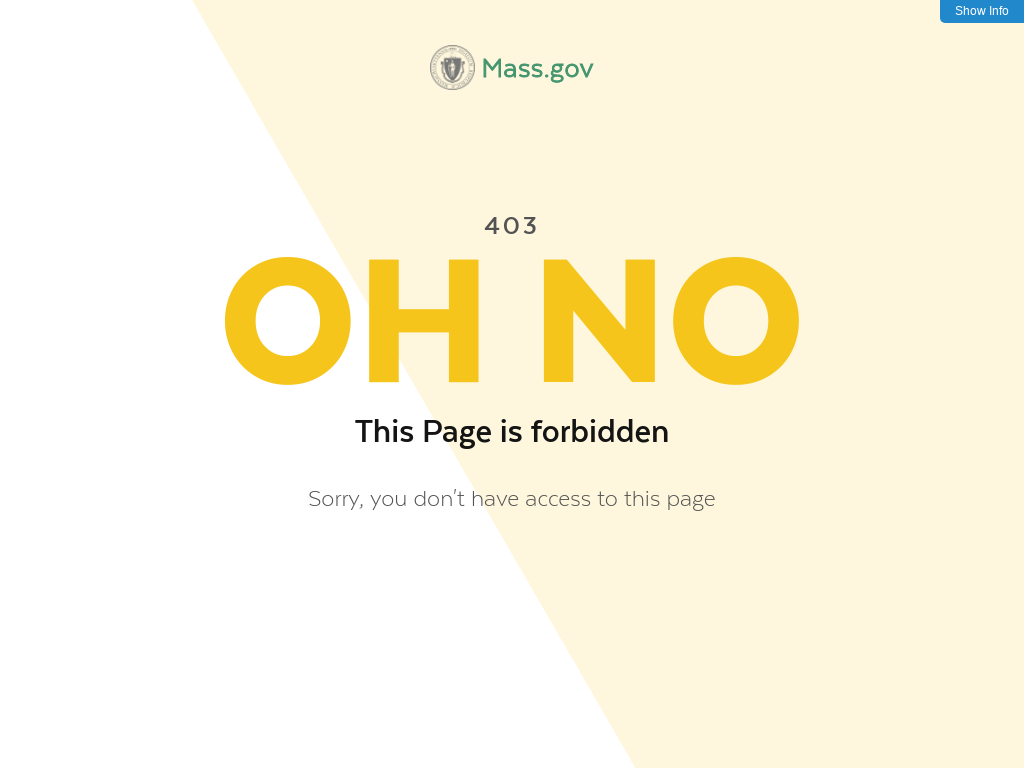 Show Info
Mass.gov
403
OH NO
This Page is forbidden
Sorry, you don't have access to this page